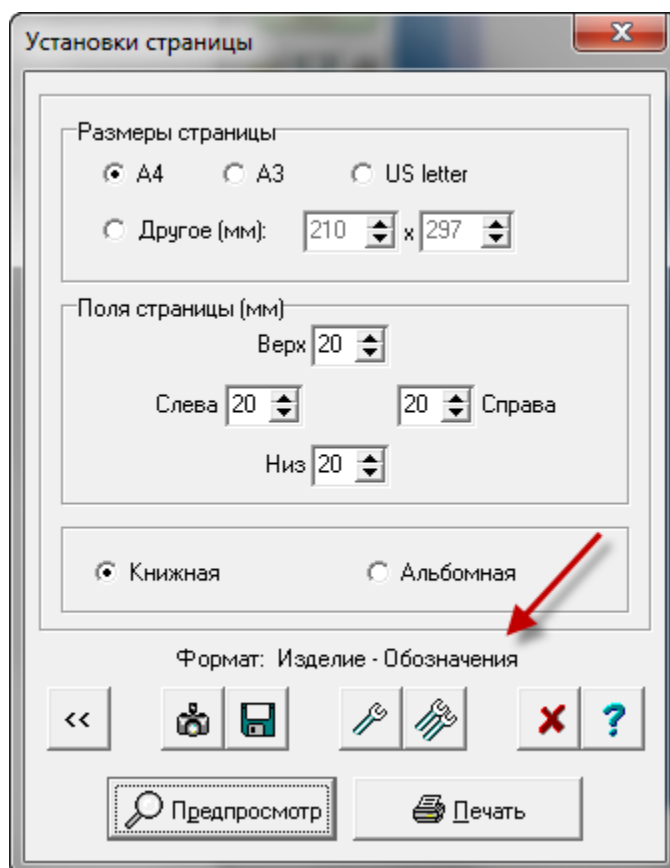 Установки страницы
Размеры страницы
A4 A3 US letter
Другое (мм): 210 x 297
Поля страницы (мм)
Верх 20
Слева 20 20 Справа
Низ 20
Книжная Альбомная
Формат: Изделие - Обозначения
<< ?
Предпросмотр Печать